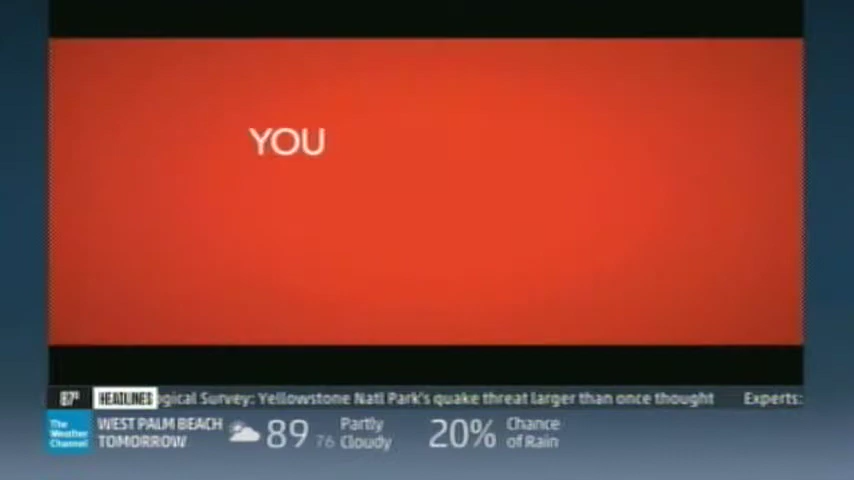 YOU
87°
HEADLINES
gical Survey: Yellowstone Natl Park's quake threat larger than once thought Experts:
The
Weather
Channel
WEST PALM BEACH
TOMORROW
89
76
Partly
Cloudy
20%
Chance
of Rain